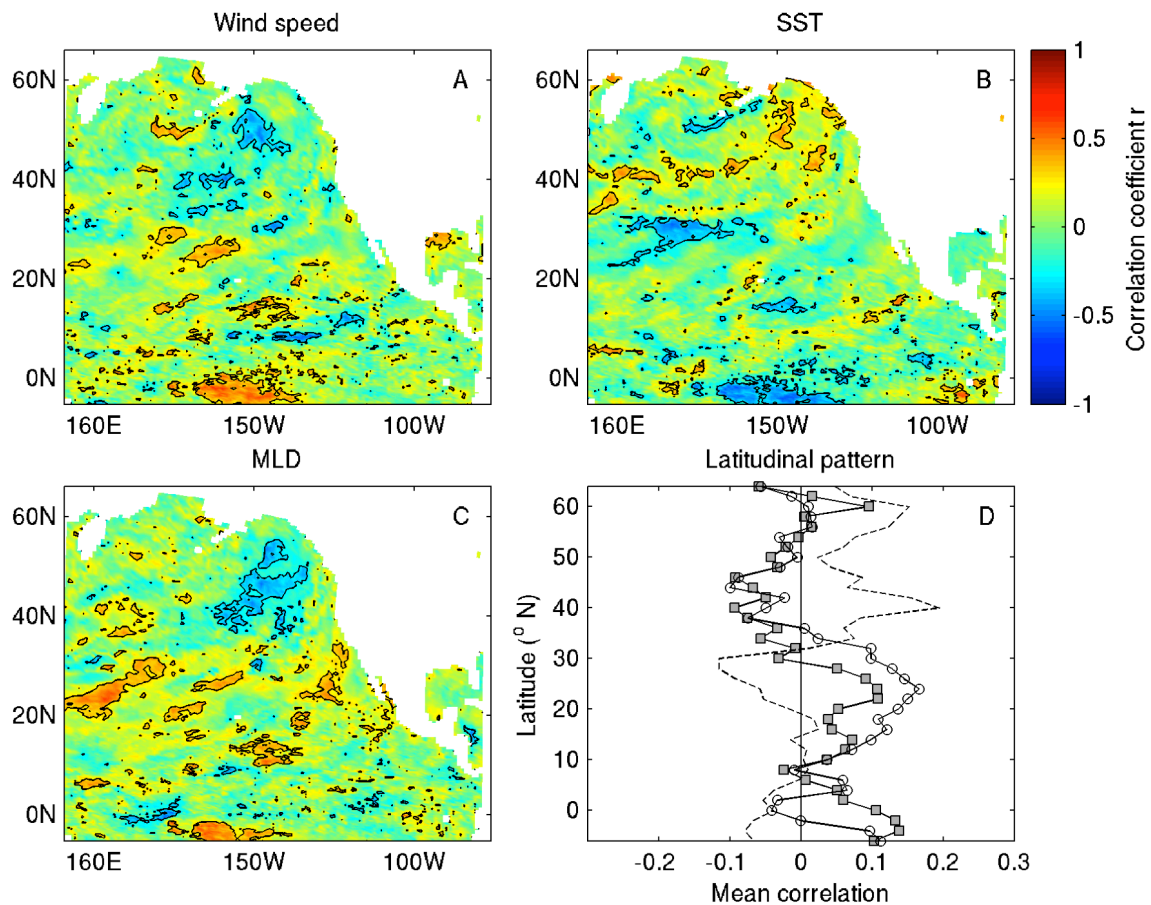 Wind speed
SST
60N
40N
20N
0N
A
160E
150W
100W
60N
40N
20N
0N
B
160E
150W
100W
1
0.5
0
-0.5
-1
Correlation coefficient r
MLD
Latitudinal pattern
60N
40N
20N
0N
C
160E
150W
100W
Latitude (° N)
60
50
40
30
20
10
0
D
-0.2
-0.1
0
0.1
0.2
0.3
Mean correlation